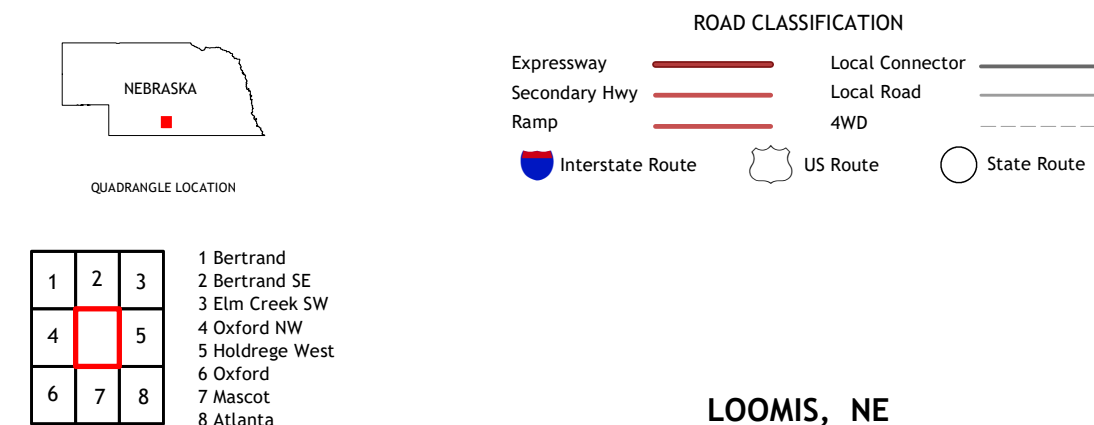 NEBRASKA
QUADRANGLE LOCATION
ROAD CLASSIFICATION
Expressway
Secondary Hwy
Ramp
Local Connector
Local Road
4WD
Interstate Route
US Route
State Route
1 2 3
4 5
6 7 8
1 Bertrand
2 Bertrand SE
3 Elm Creek SW
4 Oxford NW
5 Holdrege West
6 Oxford
7 Mascot
8 Atlanta
LOOMIS, NE